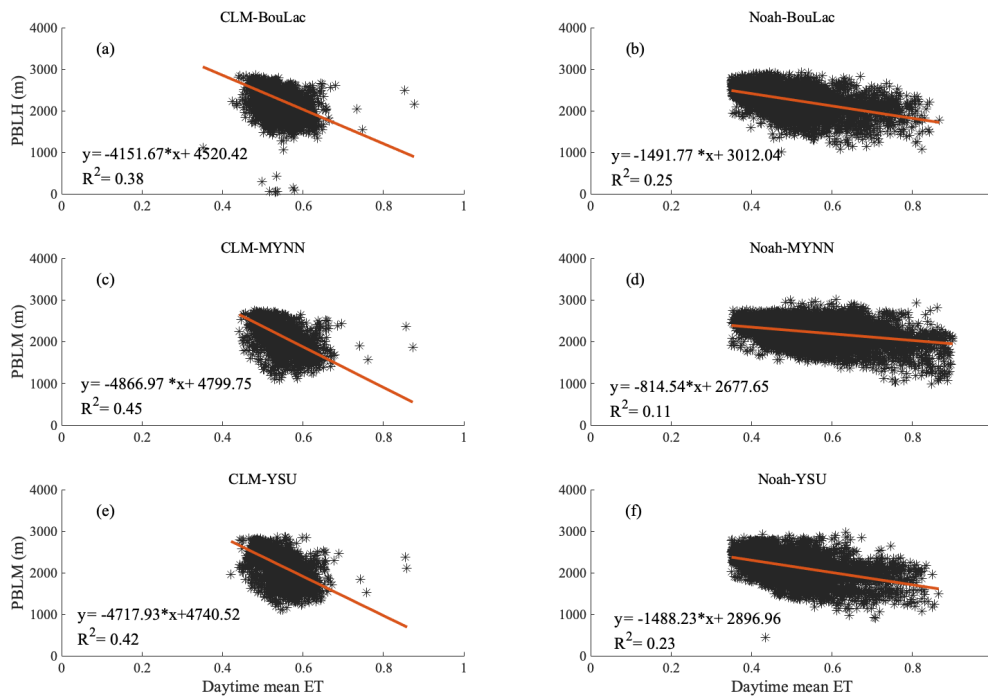 CLM-BouLac
4000
(a)
3000
PBLH (m)
2000
1000
y= -4151.67*x+ 4520.42
R²= 0.38
0
0 0.2 0.4 0.6 0.8 1
Noah-BouLac
4000
(b)
3000
2000
1000
y= -1491.77 *x+ 3012.04
R²= 0.25
0
0 0.2 0.4 0.6 0.8
CLM-MYNN
4000
(c)
3000
PBLM (m)
2000
1000
y= -4866.97 *x+ 4799.75
R²= 0.45
0
0 0.2 0.4 0.6 0.8 1
Noah-MYNN
4000
(d)
3000
2000
1000
y= -814.54*x+ 2677.65
R²= 0.11
0
0 0.2 0.4 0.6 0.8
CLM-YSU
4000
(e)
3000
PBLM (m)
2000
1000
y= -4717.93*x+4740.52
R²= 0.42
0
0 0.2 0.4 0.6 0.8 1
Daytime mean ET
Noah-YSU
4000
(f)
3000
2000
1000
y= -1488.23*x+ 2896.96
R²= 0.23
0
0 0.2 0.4 0.6 0.8
Daytime mean ET